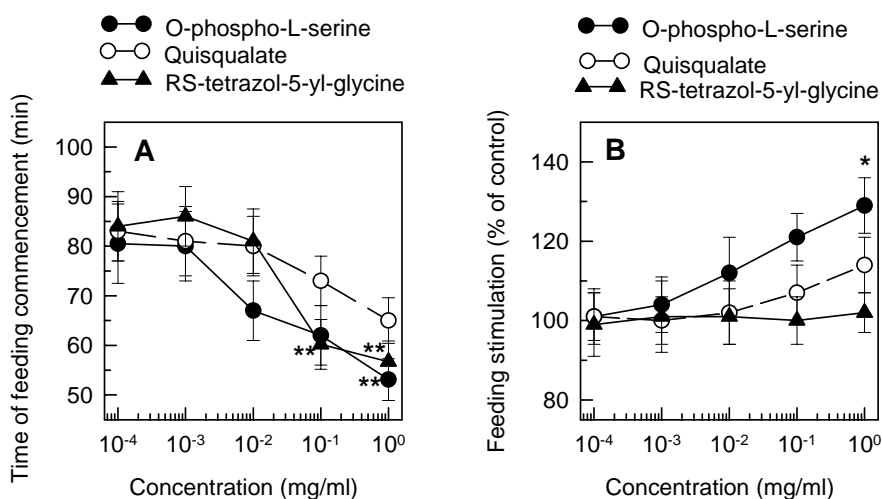 O-phospho-L-serine
Quisqualate
RS-tetrazol-5-yl-glycine
Time of feeding commencement (min)
A
100
90
80
70
60
50
**
**
**
10-4
10-3
10-2
10-1
100
Concentration (mg/ml)
O-phospho-L-serine
Quisqualate
RS-tetrazol-5-yl-glycine
Feeding stimulation (% of control)
B
*
140
120
100
80
10-4
10-3
10-2
10-1
100
Concentration (mg/ml)